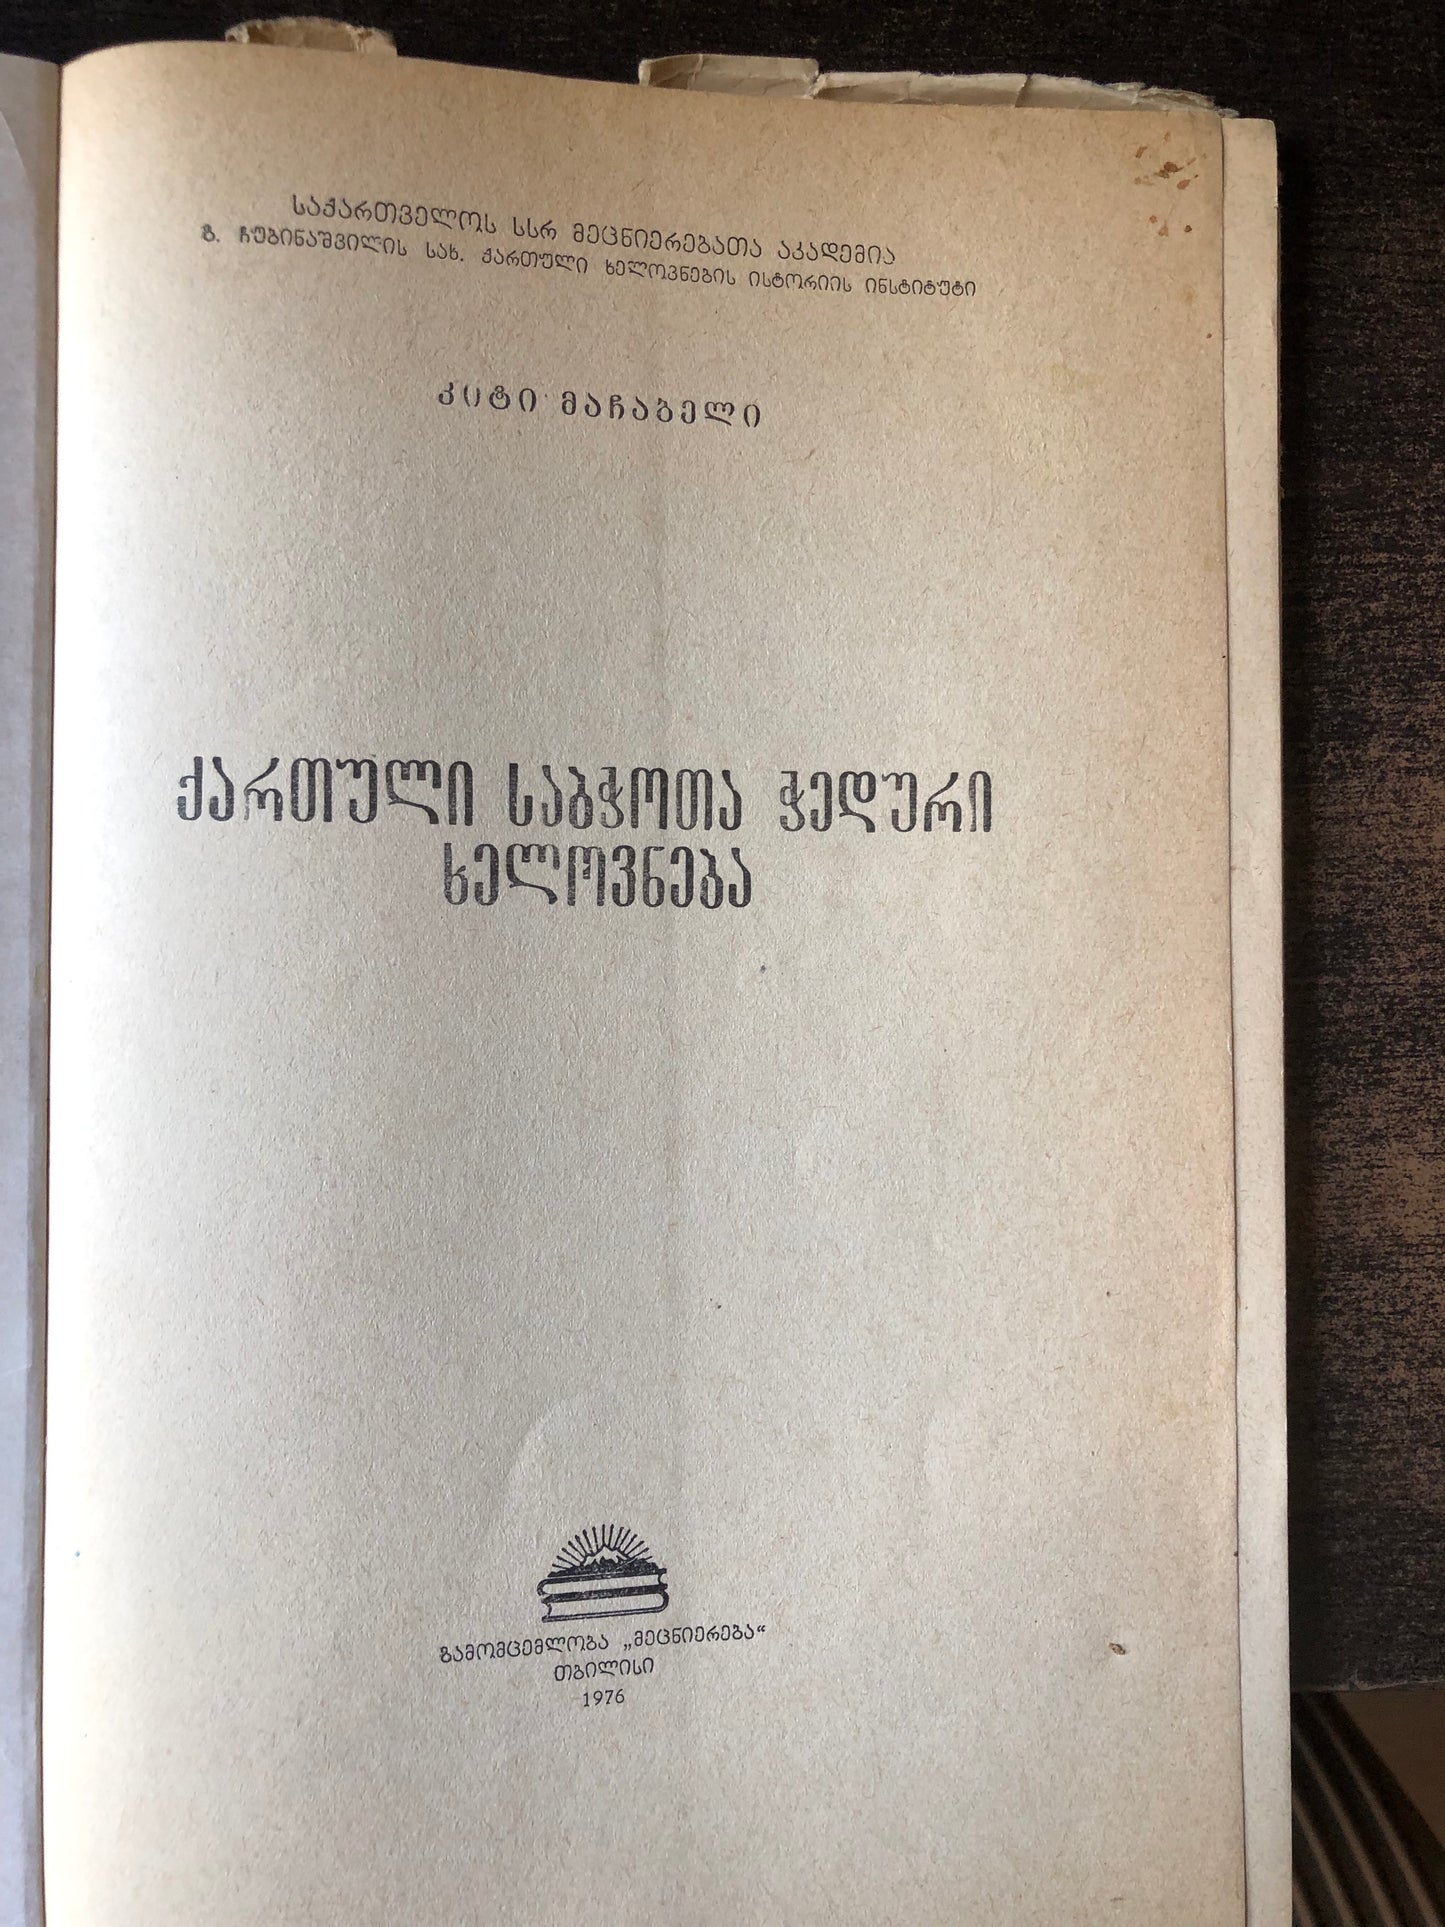 საქართველოს სსრ მეცნიერებათა აკადემია
გ. ჩუბინაშვილის სახ. ქართული ხელოვნების ისტორიის ინსტიტუტი
კიტი მაჩაბელი
ქართული საბჭოთა ჭედური
ხელოვნება
გამომცემლობა „მეცნიერება“
თბილისი
1976